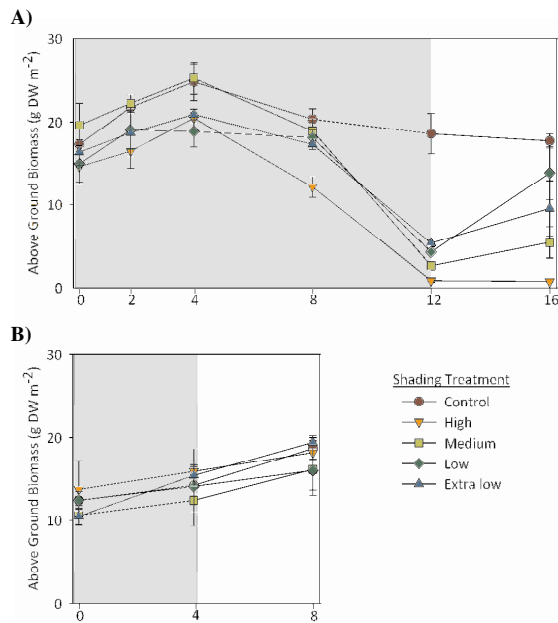 A)
Above Ground Biomass (g DW m-2)
30
20
10
0
0 2 4 8 12 16
B)
Above Ground Biomass (g DW m-2)
30
20
10
0
0 4 8
Shading Treatment
Control
High
Medium
Low
Extra low